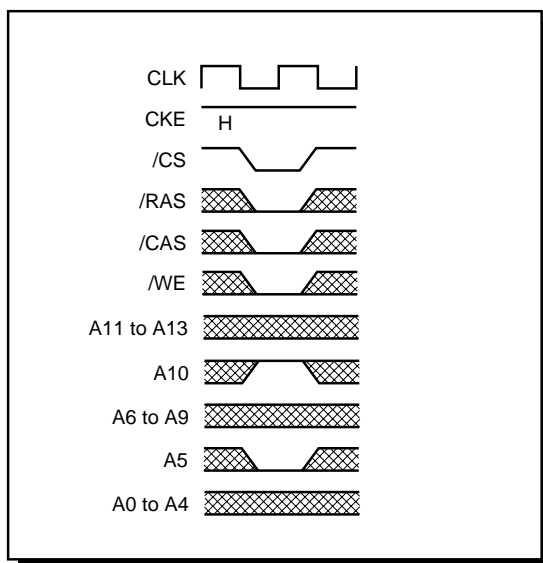 CLK
CKE
H
/CS
/RAS
/CAS
/WE
A11 to A13
A10
A6 to A9
A5
A0 to A4